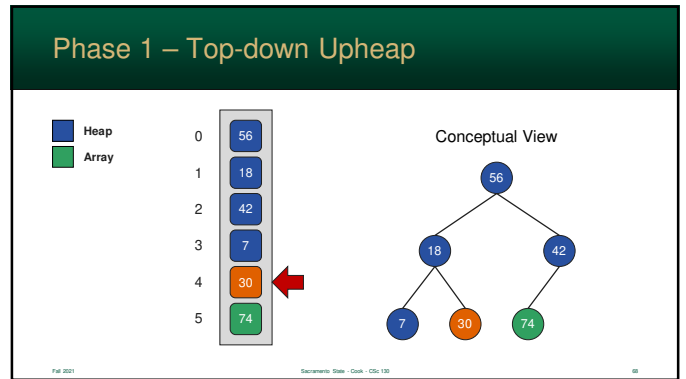 Phase 1 – Top-down Upheap
Heap
Array
0 56
1 18
2 42
3 7
4 30
5 74
Conceptual View
56
18 42
7 30 74
Fall 2021 Sacramento State - Cook - CSc 130 68